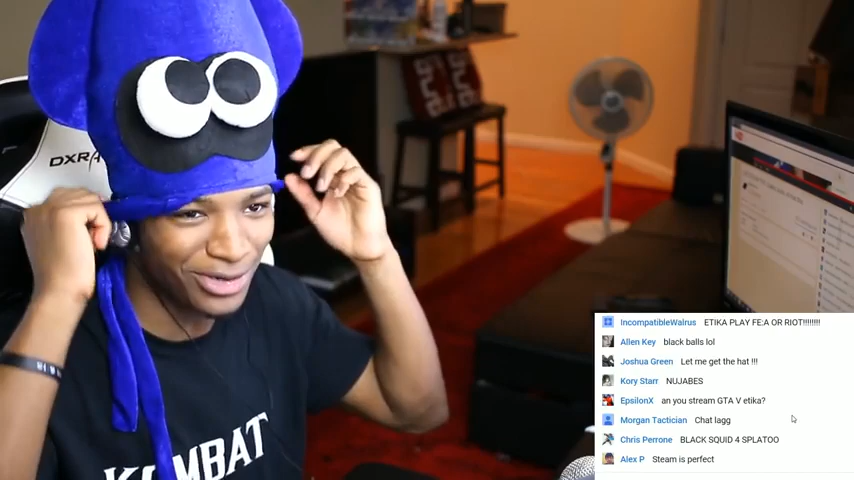 DXRA
KOMBAT
IncompatibleWalrus ETIKA PLAY FE:A OR RIOT!!!!!!!!
Allen Key black balls lol
Joshua Green Let me get the hat !!!
Kory Starr NUJABES
EpsilonX an you stream GTA V etika?
Morgan Tactician Chat lagg
Chris Perrone BLACK SQUID 4 SPLATOO
Alex P Steam is perfect